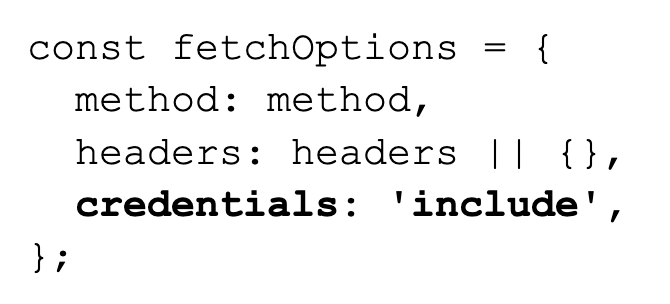 const fetchOptions = {
  method: method,
  headers: headers || {},
  credentials: 'include',
};